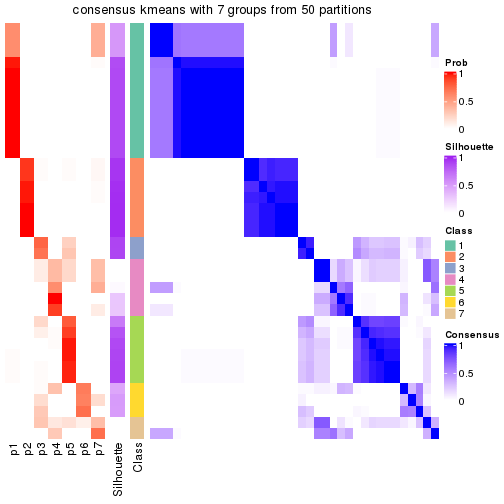 consensus kmeans with 7 groups from 50 partitions
Prob
1
0.5
0
Silhouette
1
0.5
0
Class
1
2
3
4
5
6
7
Consensus
1
0.5
0
p1
p2
p3
p4
p5
p6
p7
Silhouette
Class